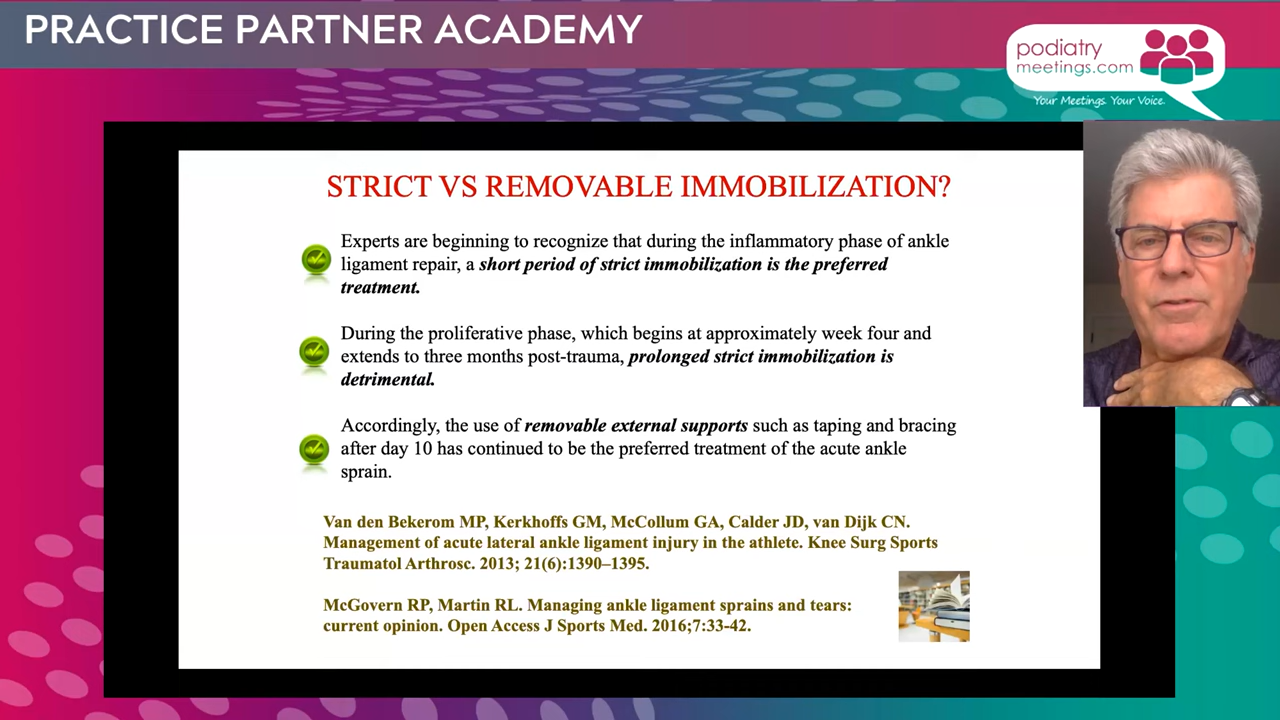 PRACTICE PARTNER ACADEMY
podiatry
meetings.com
Your Meetings. Your Voice.
STRICT VS REMOVABLE IMMOBILIZATION?
Experts are beginning to recognize that during the inflammatory phase of ankle
ligament repair, a short period of strict immobilization is the preferred
treatment.
During the proliferative phase, which begins at approximately week four and
extends to three months post-trauma, prolonged strict immobilization is
detrimental.
Accordingly, the use of removable external supports such as taping and bracing
after day 10 has continued to be the preferred treatment of the acute ankle
sprain.
Van den Bekerom MP, Kerkhoffs GM, McCollum GA, Calder JD, van Dijk CN.
Management of acute lateral ankle ligament injury in the athlete. Knee Surg Sports
Traumatol Arthrosc. 2013; 21(6):1390–1395.
McGovern RP, Martin RL. Managing ankle ligament sprains and tears:
current opinion. Open Access J Sports Med. 2016;7:33-42.